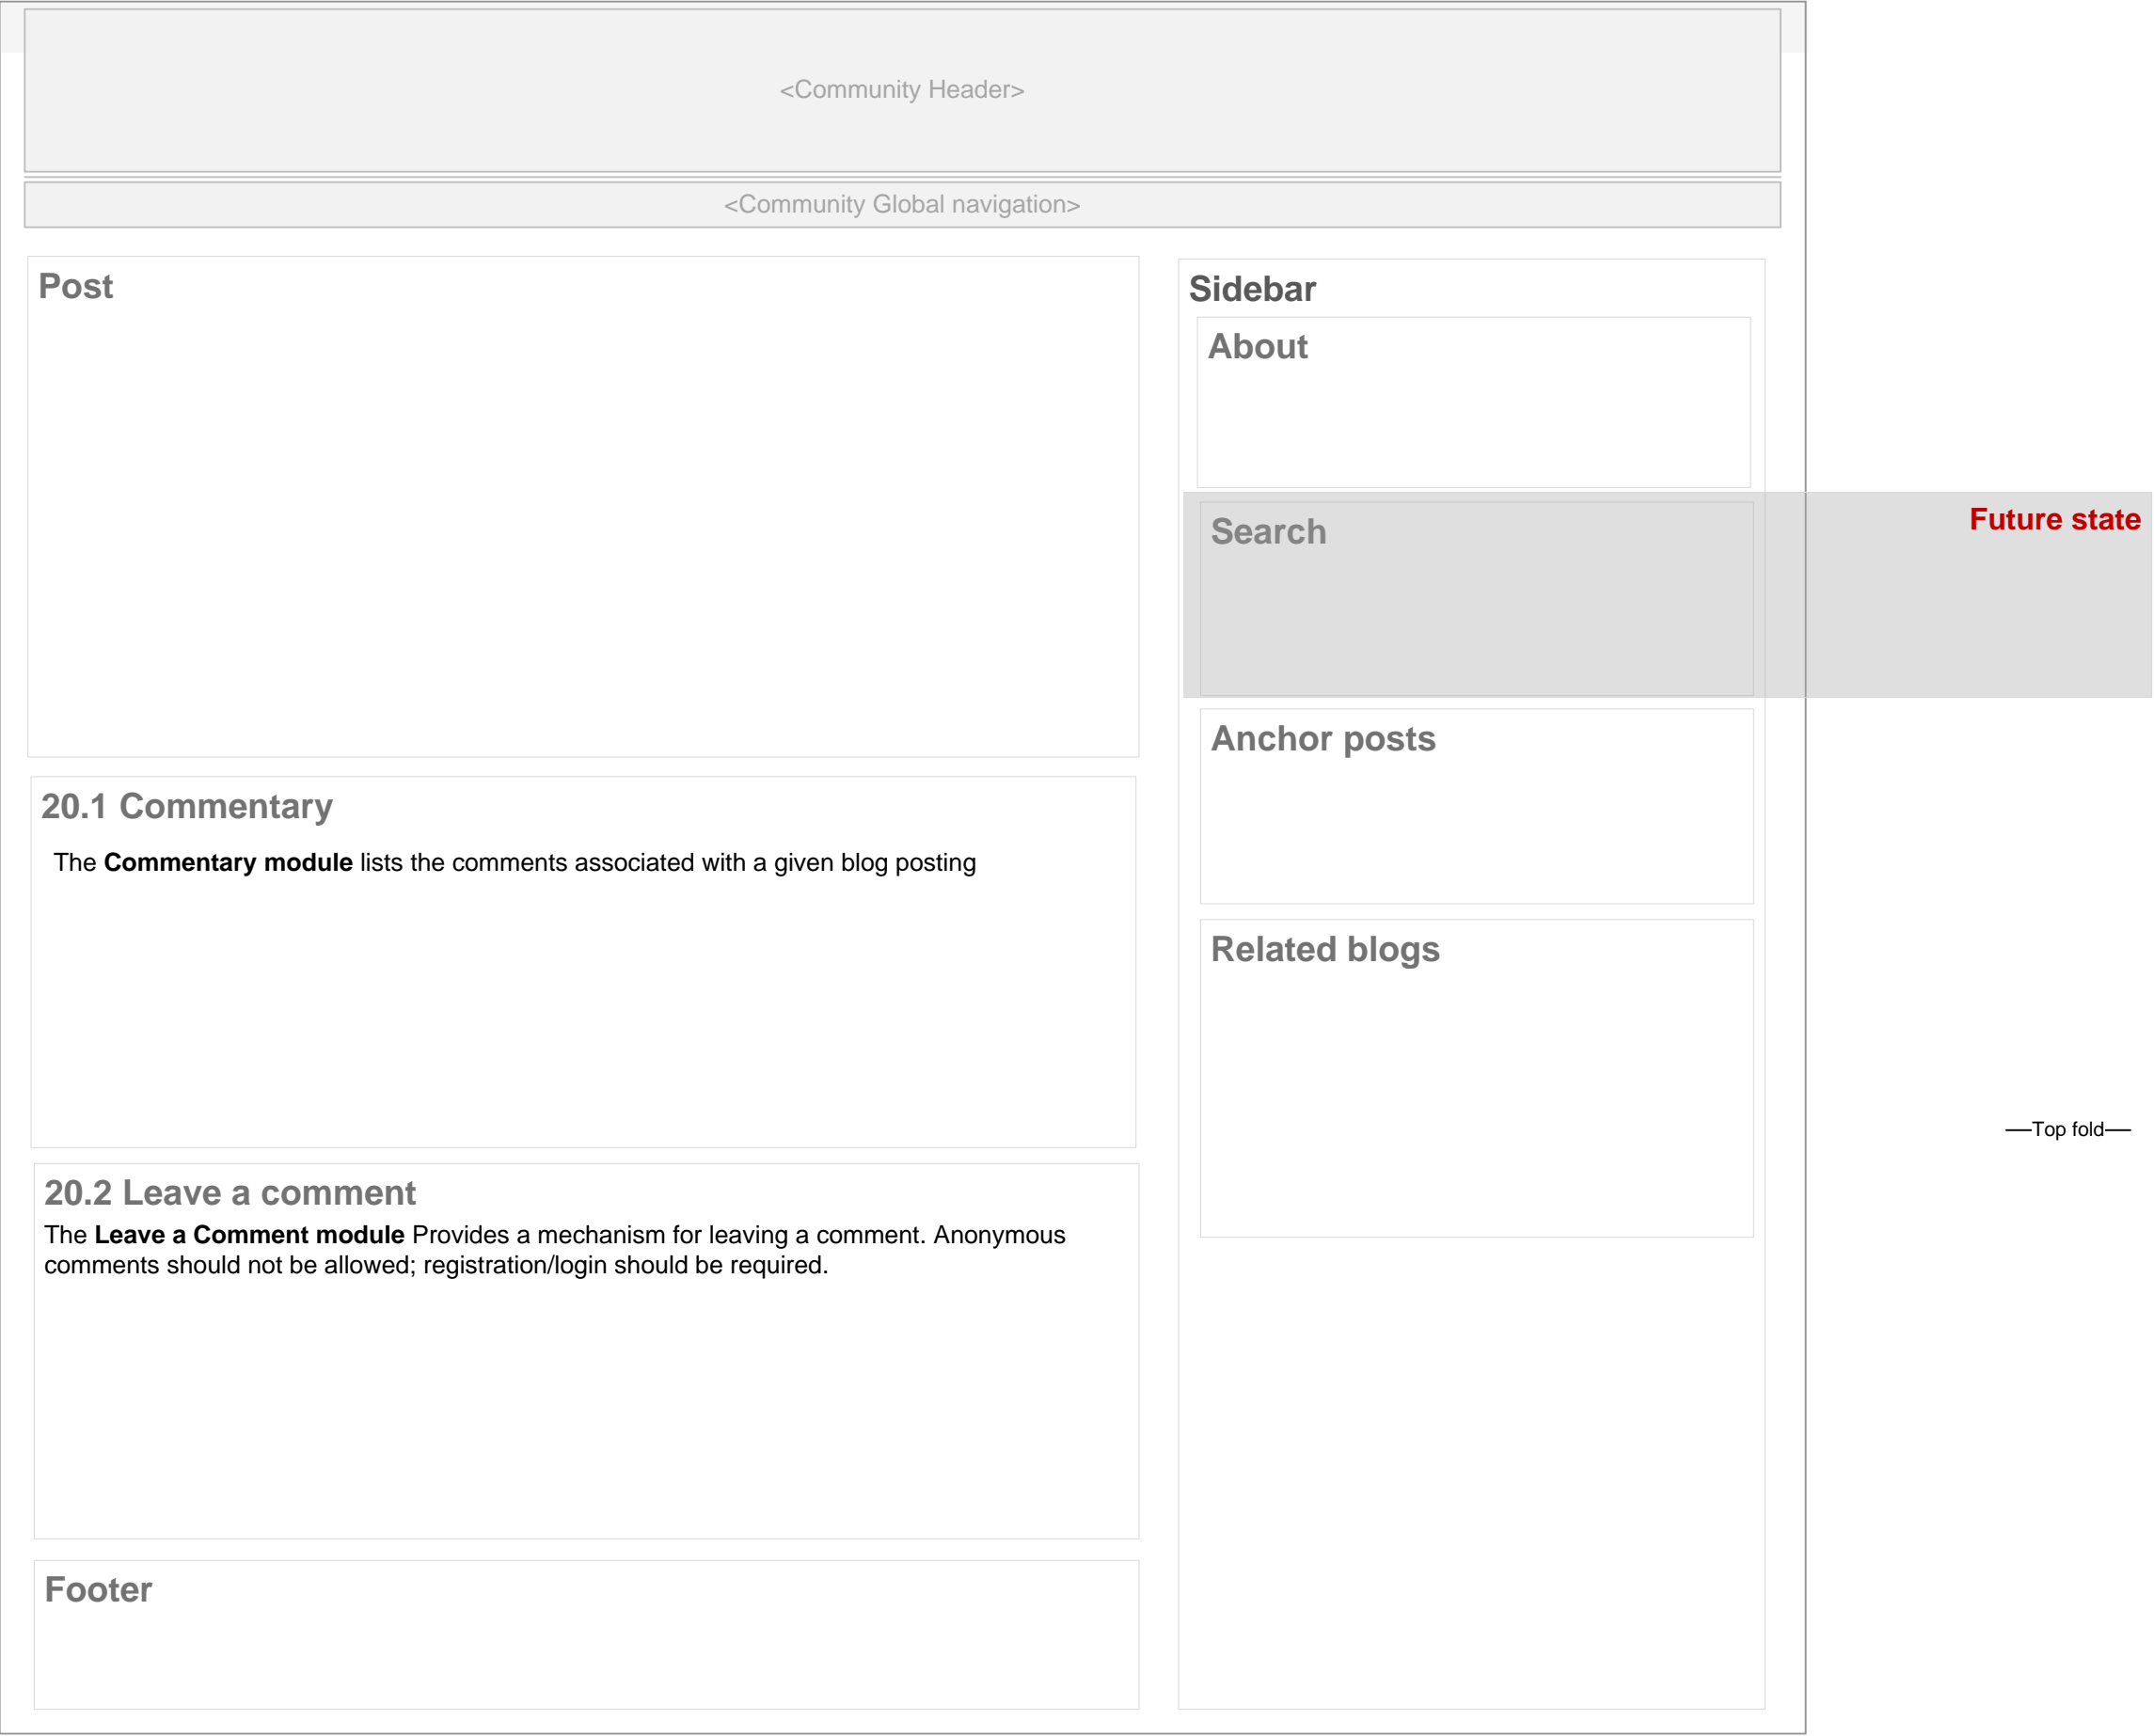 <Community Header>
<Community Global navigation>
Post
20.1 Commentary
The Commentary module lists the comments associated with a given blog posting
20.2 Leave a comment
The Leave a Comment module Provides a mechanism for leaving a comment. Anonymous
comments should not be allowed; registration/login should be required.
Footer
Sidebar
About
Search
Future state
Anchor posts
Related blogs
Top fold